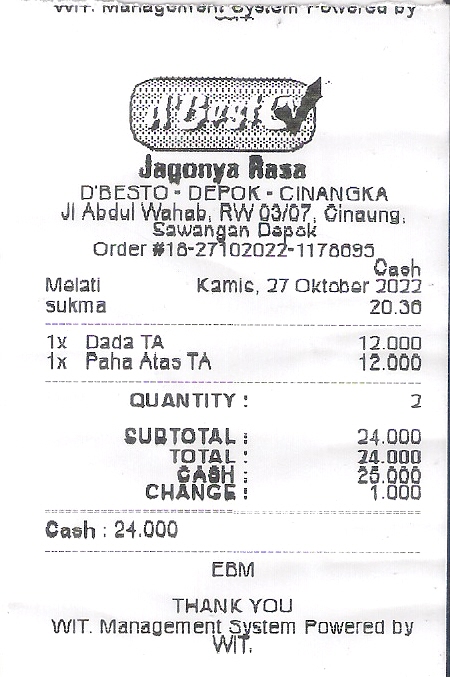 WIT. Management System Powered by
WIT.
D'Besto
Jagonya Rasa
D'BESTO - DEPOK - CINANGKA
Jl Abdul Wahab, RW 03/07, Cinaung,
Sawangan Depok
Order #18-27102022-1178695
Cash
Melati Kamis, 27 Oktober 2022
sukma 20.36
1x Dada TA 12.000
1x Paha Atas TA 12.000
QUANTITY : 2
SUBTOTAL : 24.000
TOTAL : 24.000
CASH : 25.000
CHANGE : 1.000
Cash : 24.000
EBM
THANK YOU
WIT. Management System Powered by
WIT.